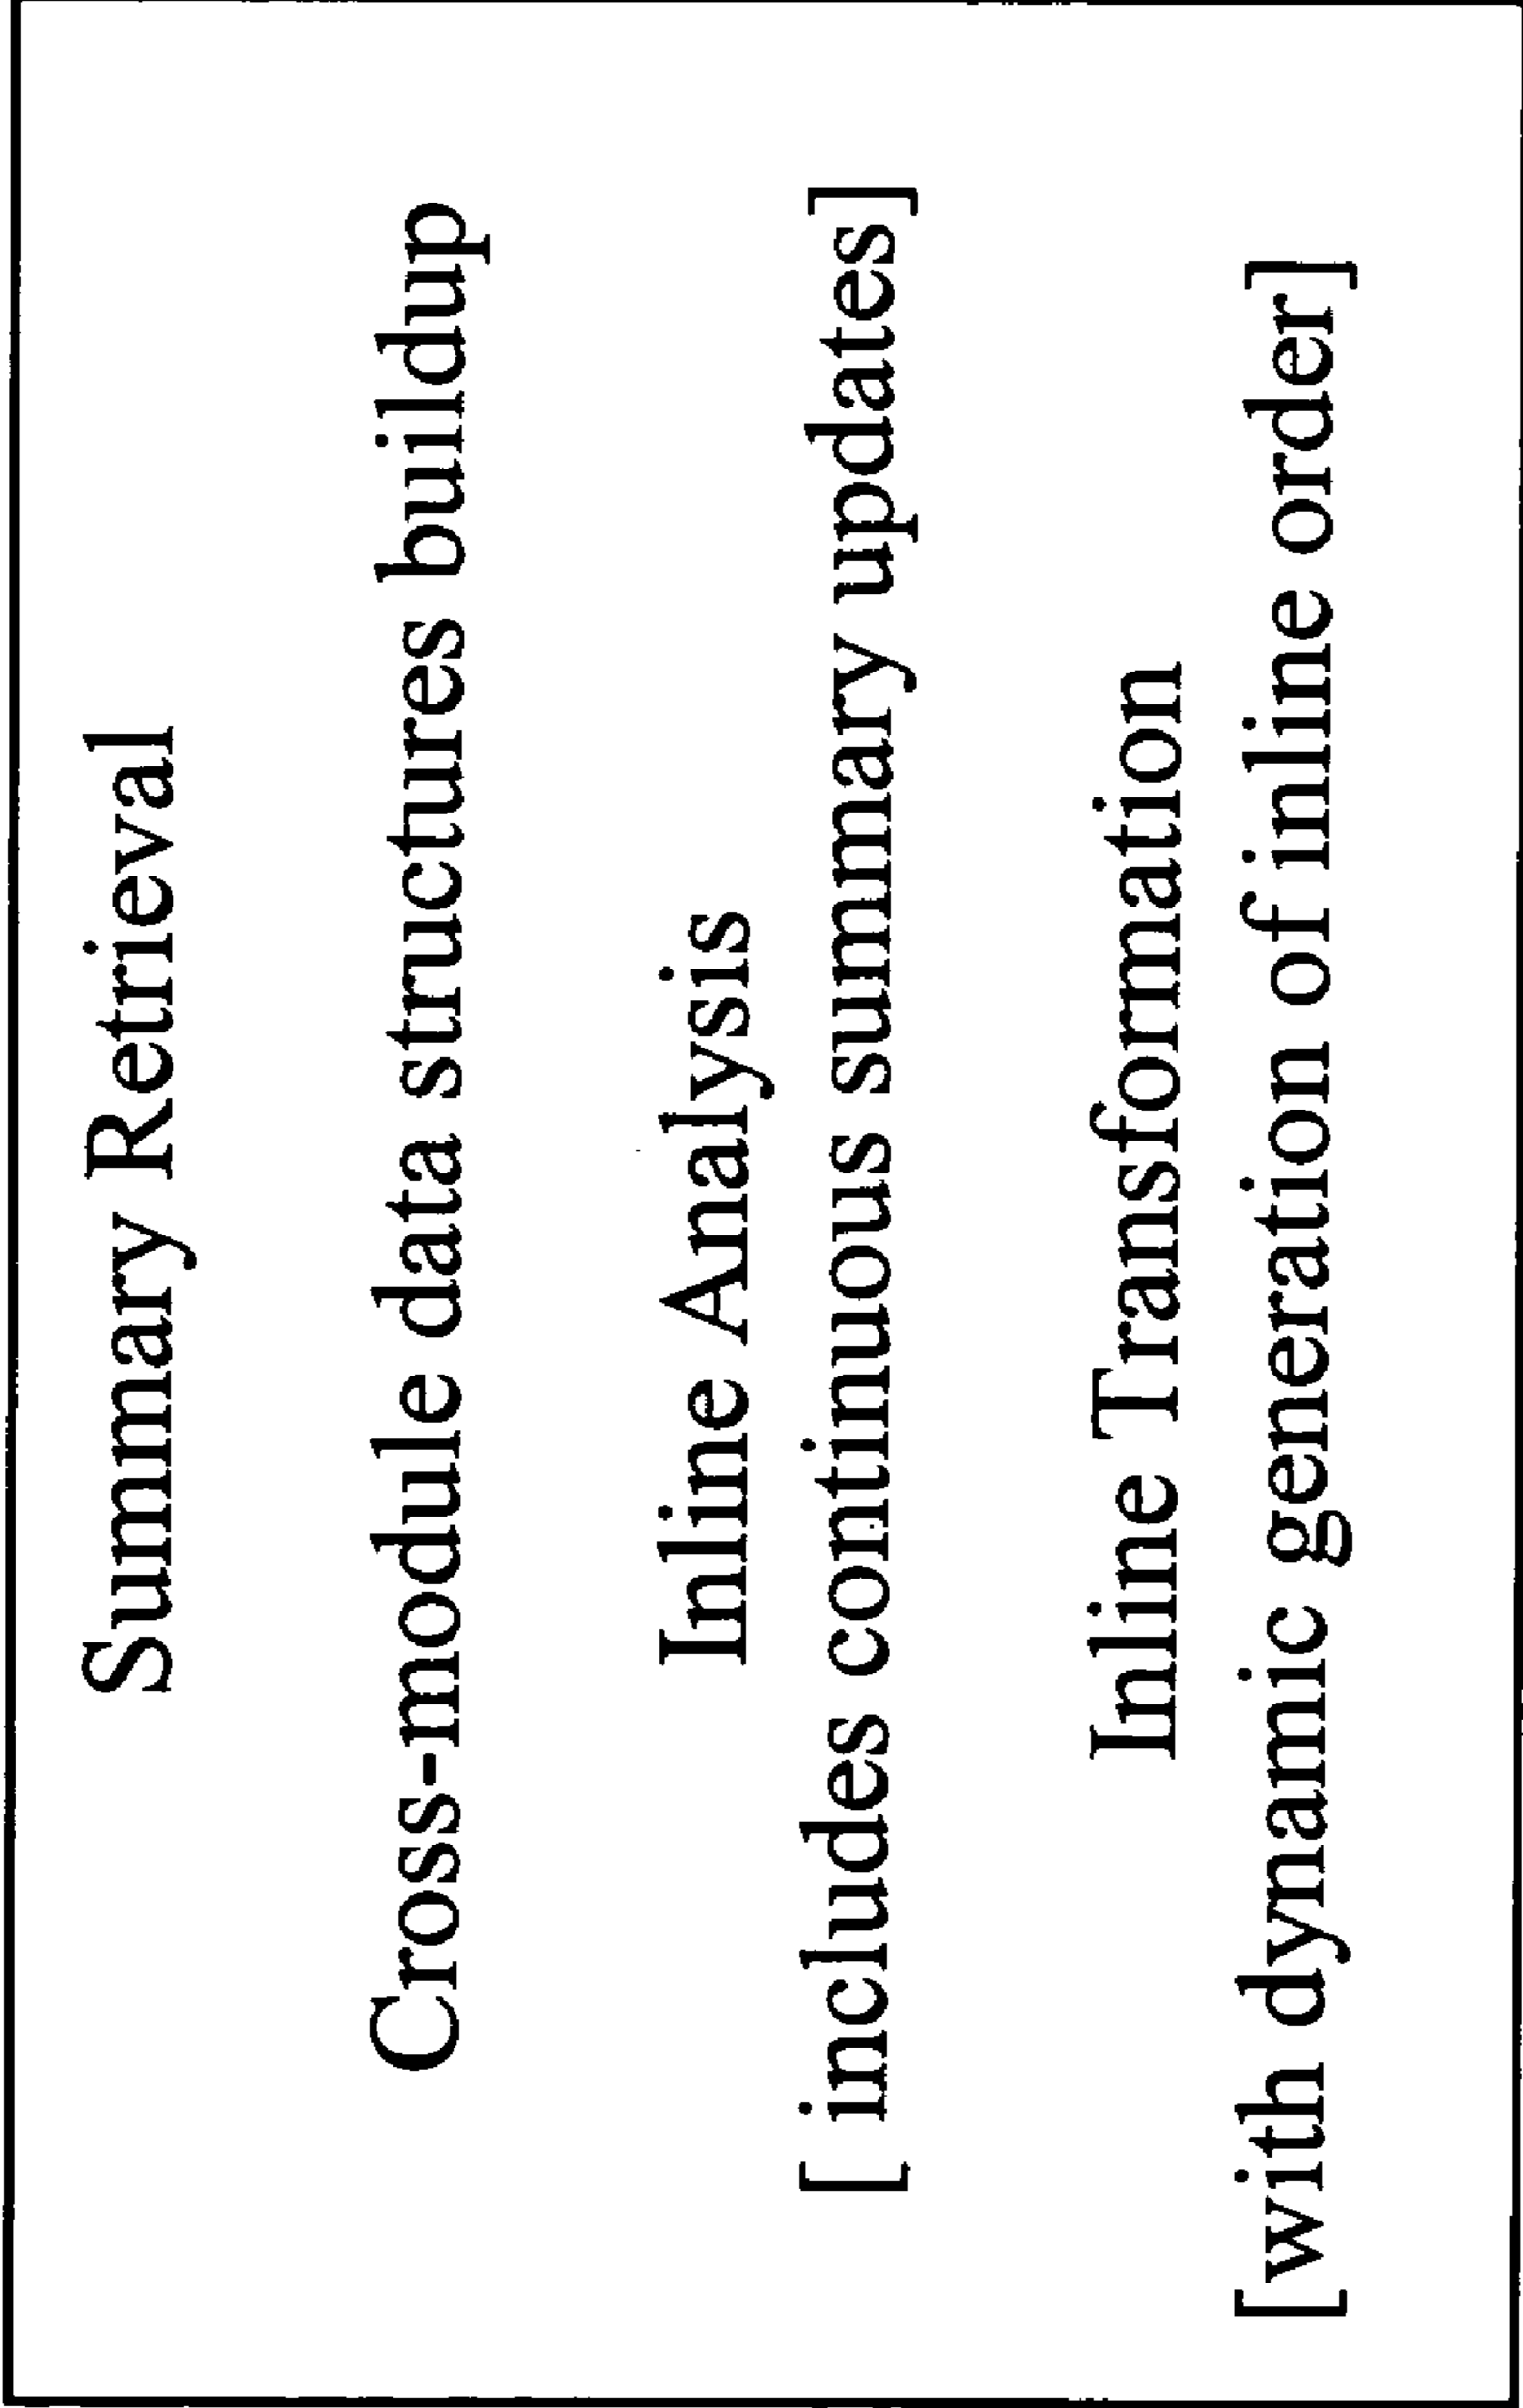 Summary Retrieval
Cross-module data structures buildup
Inline Analysis
[ includes continuous summary updates]
Inline Transformation
[with dynamic generation of inline order]